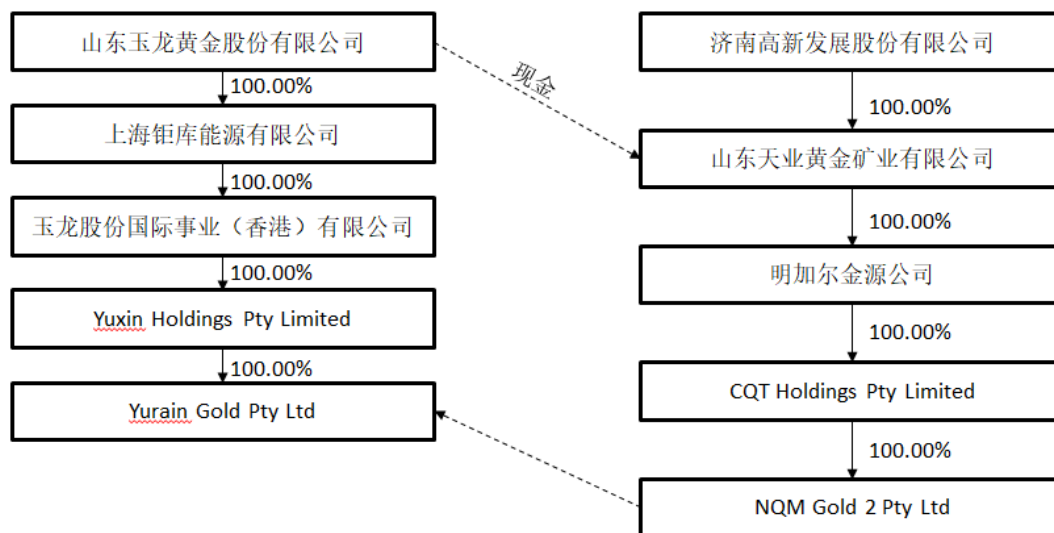 山东玉龙黄金股份有限公司
100.00%
上海钜库能源有限公司
100.00%
玉龙股份国际事业（香港）有限公司
100.00%
Yuxin Holdings Pty Limited
100.00%
Yurain Gold Pty Ltd
现金
济南高新发展股份有限公司
100.00%
山东天业黄金矿业有限公司
100.00%
明加尔金源公司
100.00%
CQT Holdings Pty Limited
100.00%
NQM Gold 2 Pty Ltd